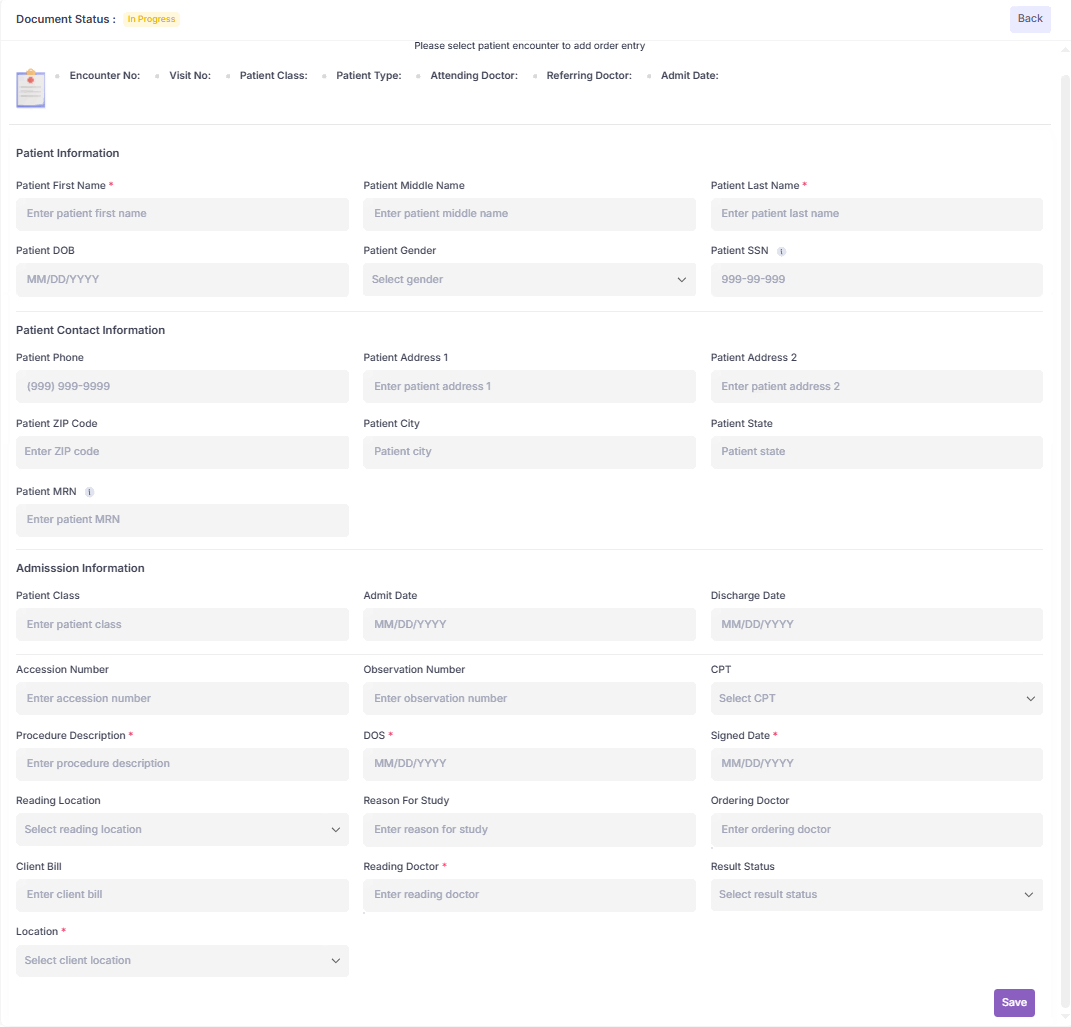 Document Status : In Progress Back
Please select patient encounter to add order entry
Encounter No: Visit No: Patient Class: Patient Type: Attending Doctor: Referring Doctor: Admit Date:
Patient Information
Patient First Name * Patient Middle Name Patient Last Name *
Enter patient first name Enter patient middle name Enter patient last name
Patient DOB Patient Gender Patient SSN i
MM/DD/YYYY Select gender 999-99-999
Patient Contact Information
Patient Phone Patient Address 1 Patient Address 2
(999) 999-9999 Enter patient address 1 Enter patient address 2
Patient ZIP Code Patient City Patient State
Enter ZIP code Patient city Patient state
Patient MRN i
Enter patient MRN
Admisssion Information
Patient Class Admit Date Discharge Date
Enter patient class MM/DD/YYYY MM/DD/YYYY
Accession Number Observation Number CPT
Enter accession number Enter observation number Select CPT
Procedure Description * DOS * Signed Date *
Enter procedure description MM/DD/YYYY MM/DD/YYYY
Reading Location Reason For Study Ordering Doctor
Select reading location Enter reason for study Enter ordering doctor
Client Bill Reading Doctor * Result Status
Enter client bill Enter reading doctor Select result status
Location *
Select client location
Save